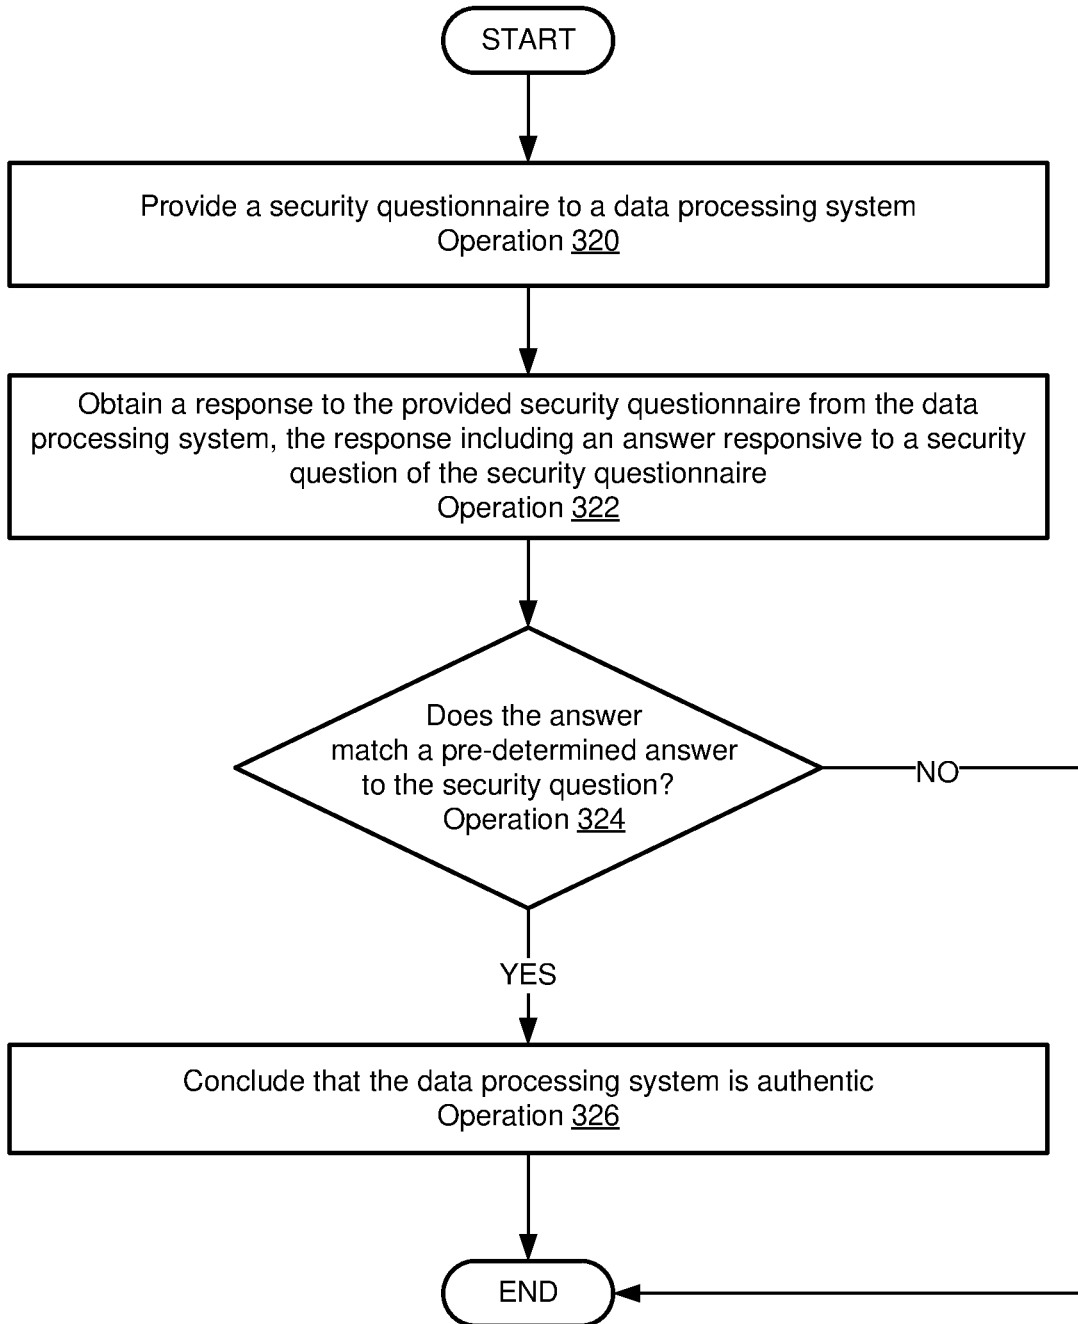 START
Provide a security questionnaire to a data processing system
Operation 320
Obtain a response to the provided security questionnaire from the data
processing system, the response including an answer responsive to a security
question of the security questionnaire
Operation 322
Does the answer
match a pre-determined answer
to the security question?
Operation 324
NO
YES
Conclude that the data processing system is authentic
Operation 326
END